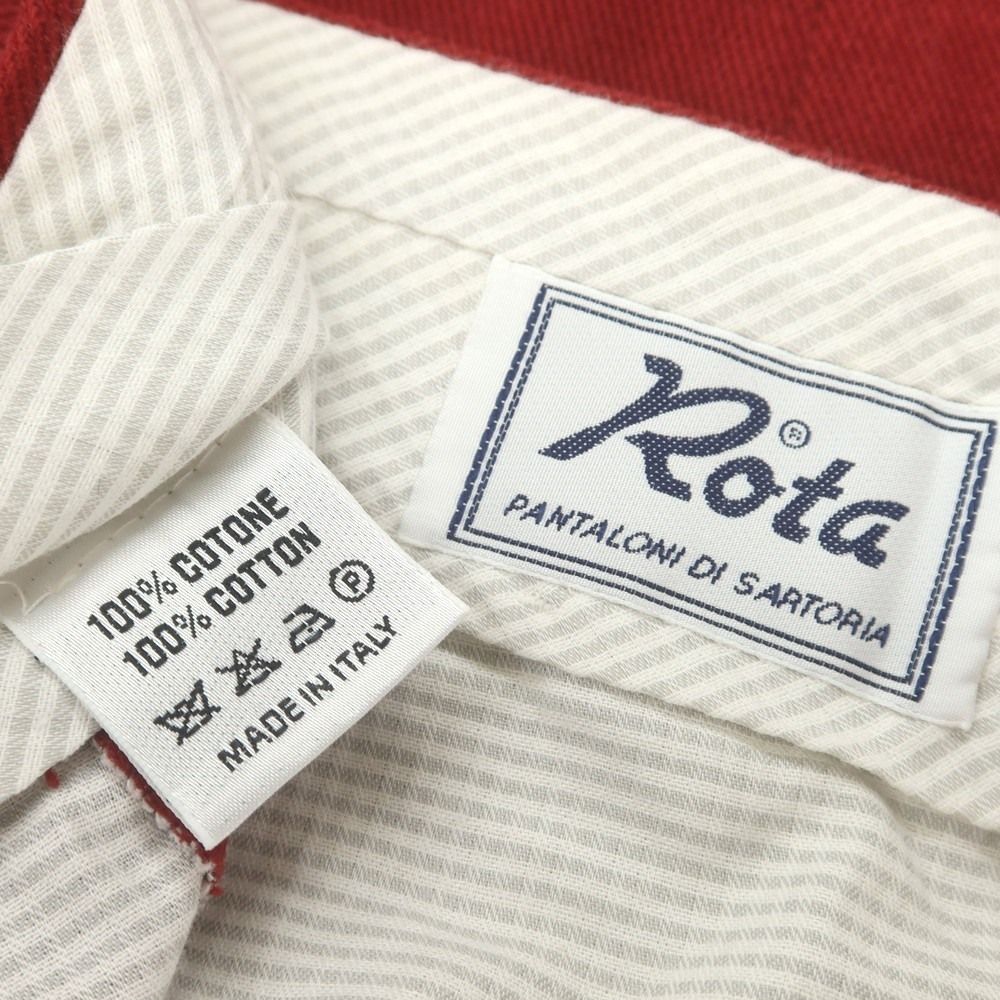 Rota®
PANTALONI DI SARTORIA
100% COTONE
100% COTTON
P
MADE IN ITALY